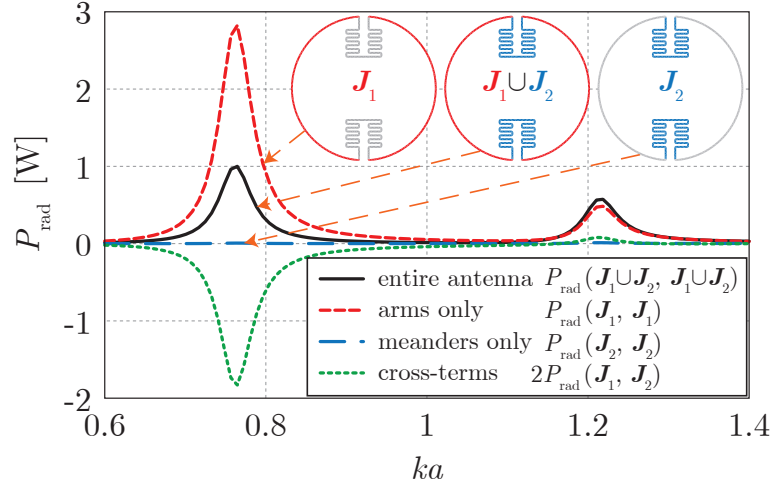 3
2
1
0
-1
-2
P_rad [W]
J_1
J_1∪J_2
J_2
entire antenna P_rad(J_1∪J_2, J_1∪J_2)
arms only P_rad(J_1, J_1)
meanders only P_rad(J_2, J_2)
cross-terms 2P_rad(J_1, J_2)
0.6 0.8 1 1.2 1.4
ka